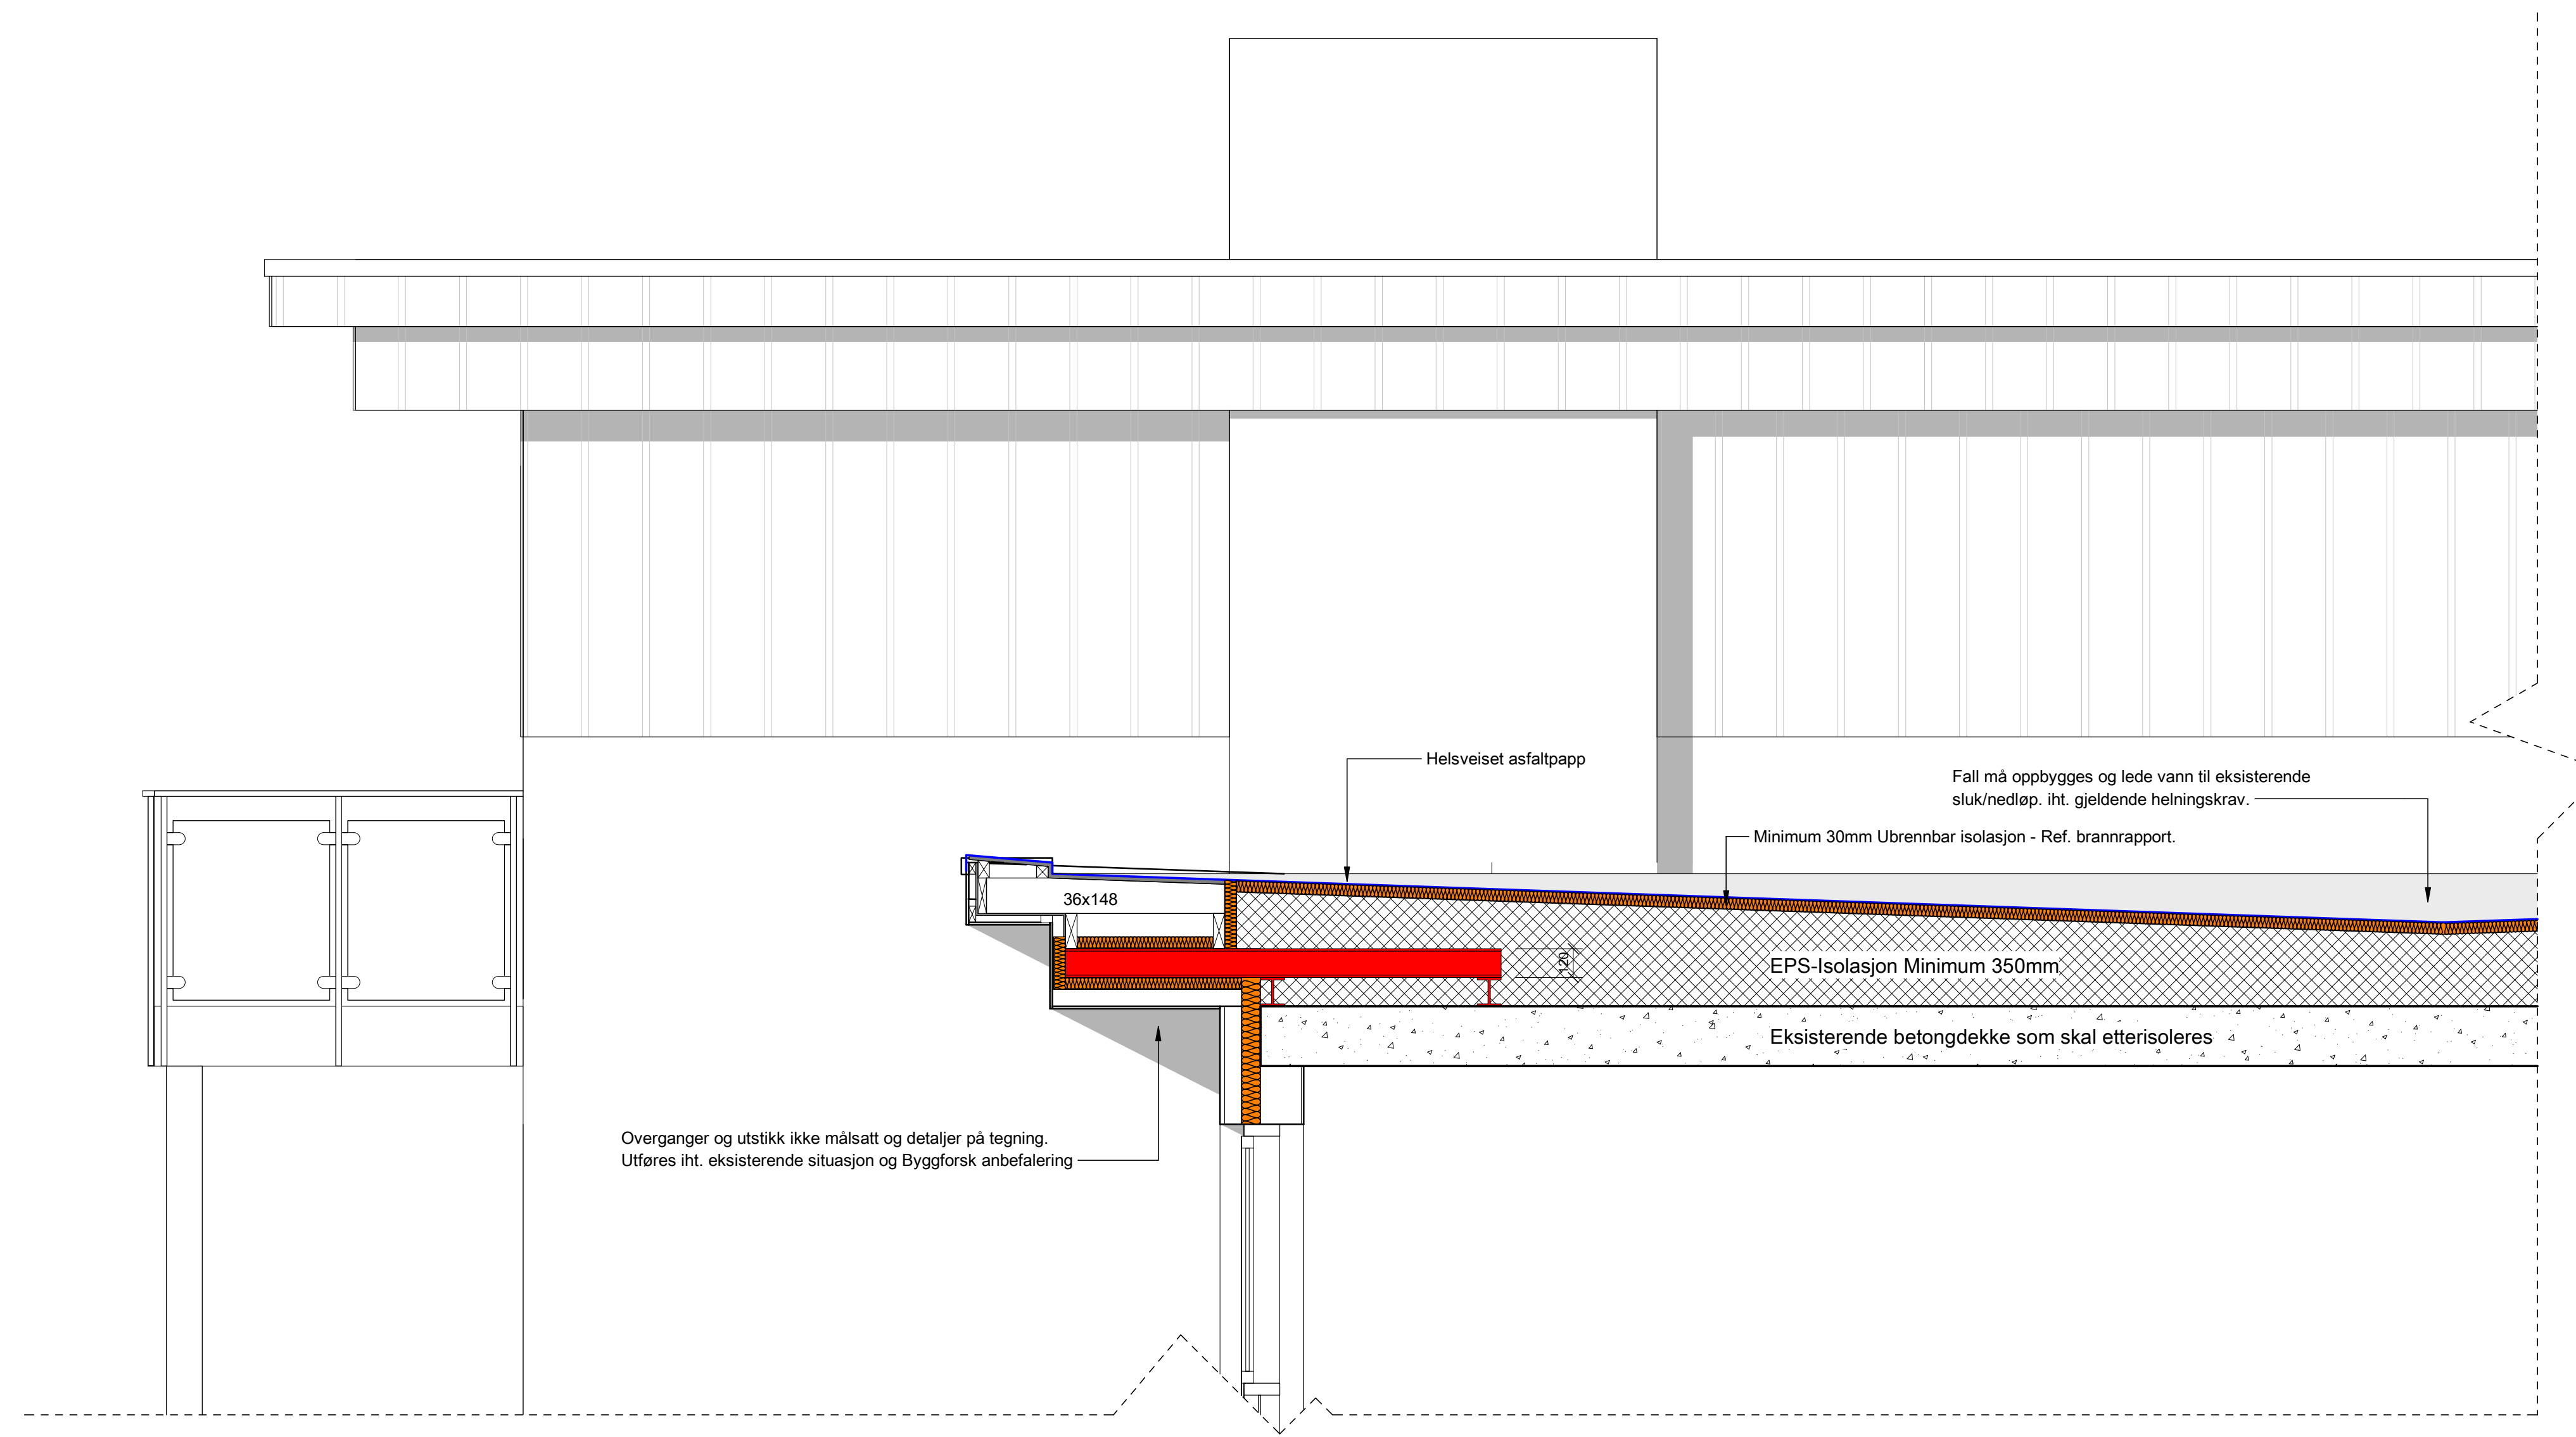 Helsveiset asfaltpapp
Fall må oppbygges og lede vann til eksisterende
sluk/nedløp. iht. gjeldende helningskrav.
Minimum 30mm Ubrennbar isolasjon - Ref. brannrapport.
36x148
120
EPS-Isolasjon Minimum 350mm
Eksisterende betongdekke som skal etterisoleres
Overganger og utstikk ikke målsatt og detaljer på tegning.
Utføres iht. eksisterende situasjon og Byggforsk anbefalering